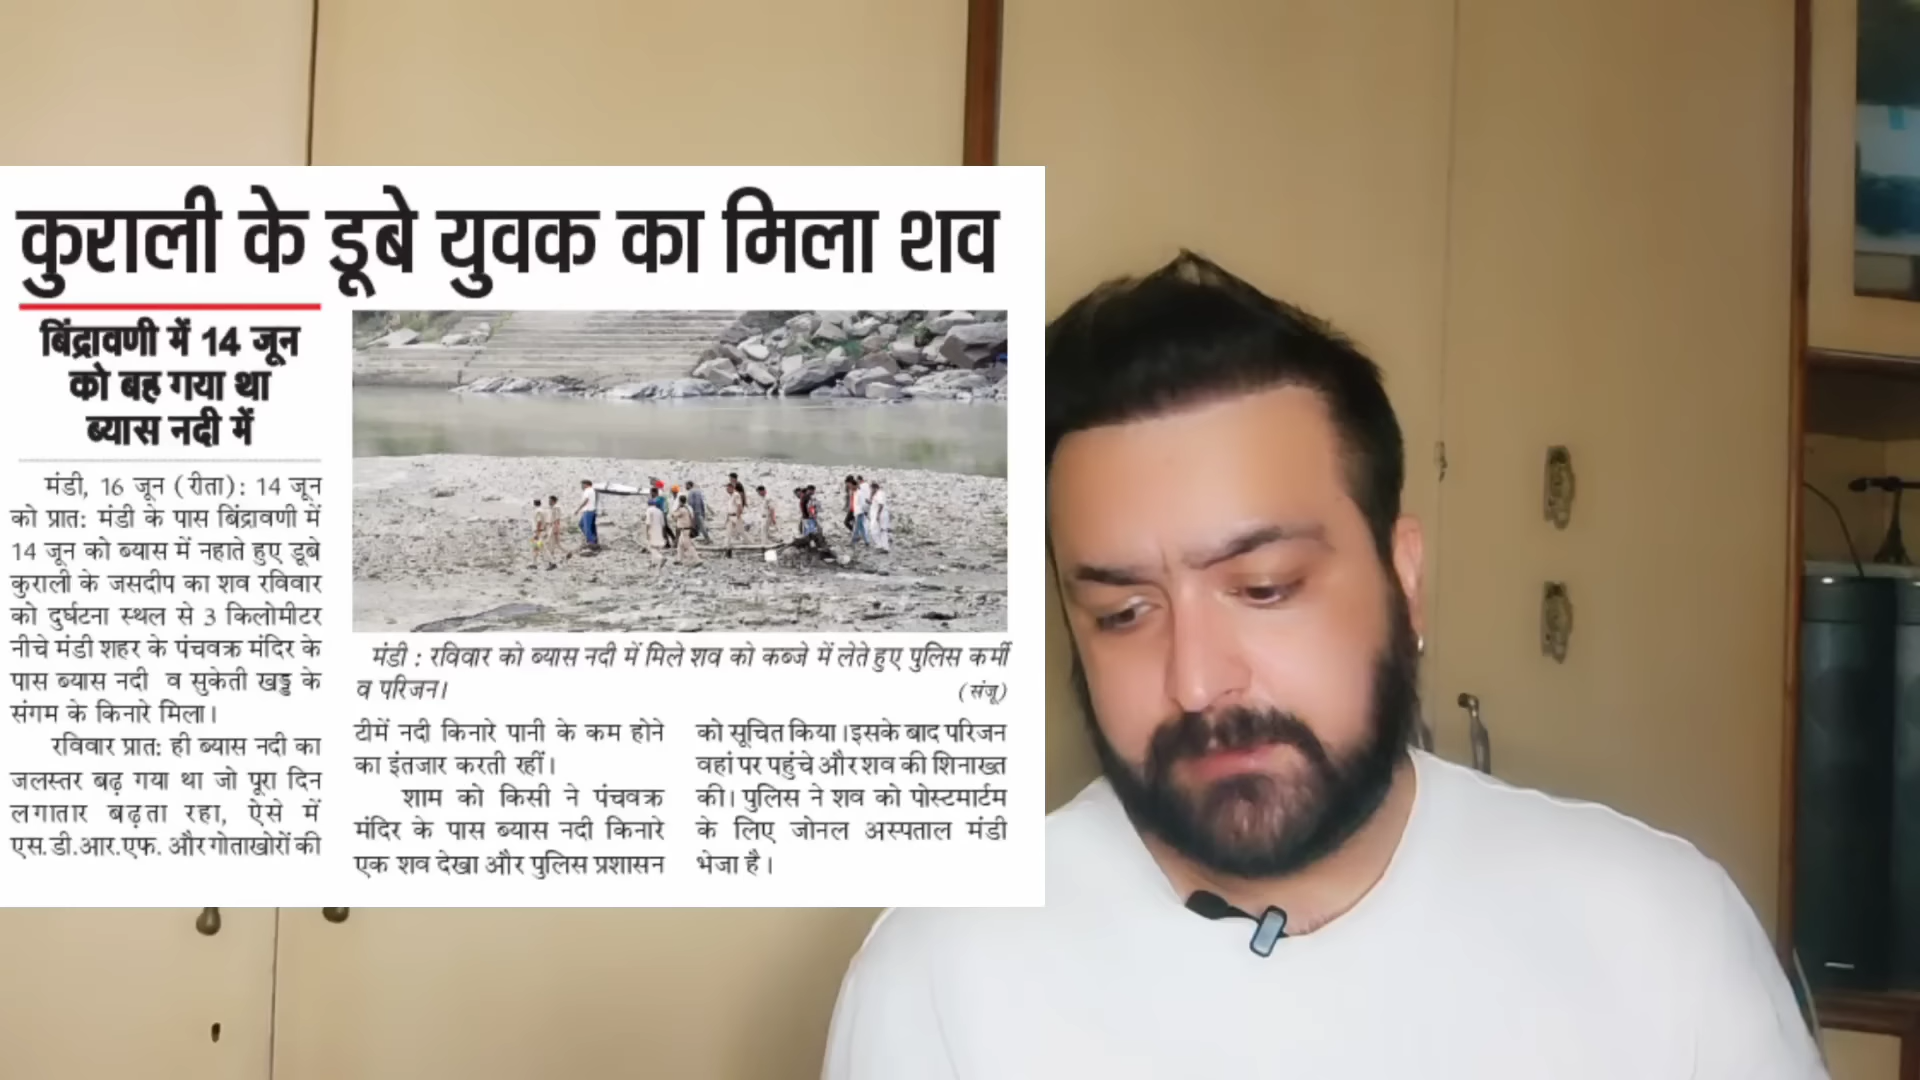 कुराली के डूबे युवक का मिला शव
बिंद्रावणी में 14 जून
को बह गया था
ब्यास नदी में
मंडी, 16 जून (रीता): 14 जून
को प्रात: मंडी के पास बिंद्रावणी में
14 जून को ब्यास में नहाते हुए डूबे
कुराली के जसदीप का शव रविवार
को दुर्घटना स्थल से 3 किलोमीटर
नीचे मंडी शहर के पंचवक्र मंदिर के
पास ब्यास नदी व सुकेती खड्ड के
संगम के किनारे मिला।
रविवार प्रात: ही ब्यास नदी का
जलस्तर बढ़ गया था जो पूरा दिन
लगातार बढ़ता रहा, ऐसे में
एस.डी.आर.एफ. और गोताखोरों की
मंडी : रविवार को ब्यास नदी में मिले शव को कब्जे में लेते हुए पुलिस कर्मी
व परिजन। (संजू)
टीमें नदी किनारे पानी के कम होने
का इंतजार करती रहीं।
शाम को किसी ने पंचवक्र
मंदिर के पास ब्यास नदी किनारे
एक शव देखा और पुलिस प्रशासन
को सूचित किया। इसके बाद परिजन
वहां पर पहुंचे और शव की शिनाख्त
की। पुलिस ने शव को पोस्टमार्टम
के लिए जोनल अस्पताल मंडी
भेजा है।